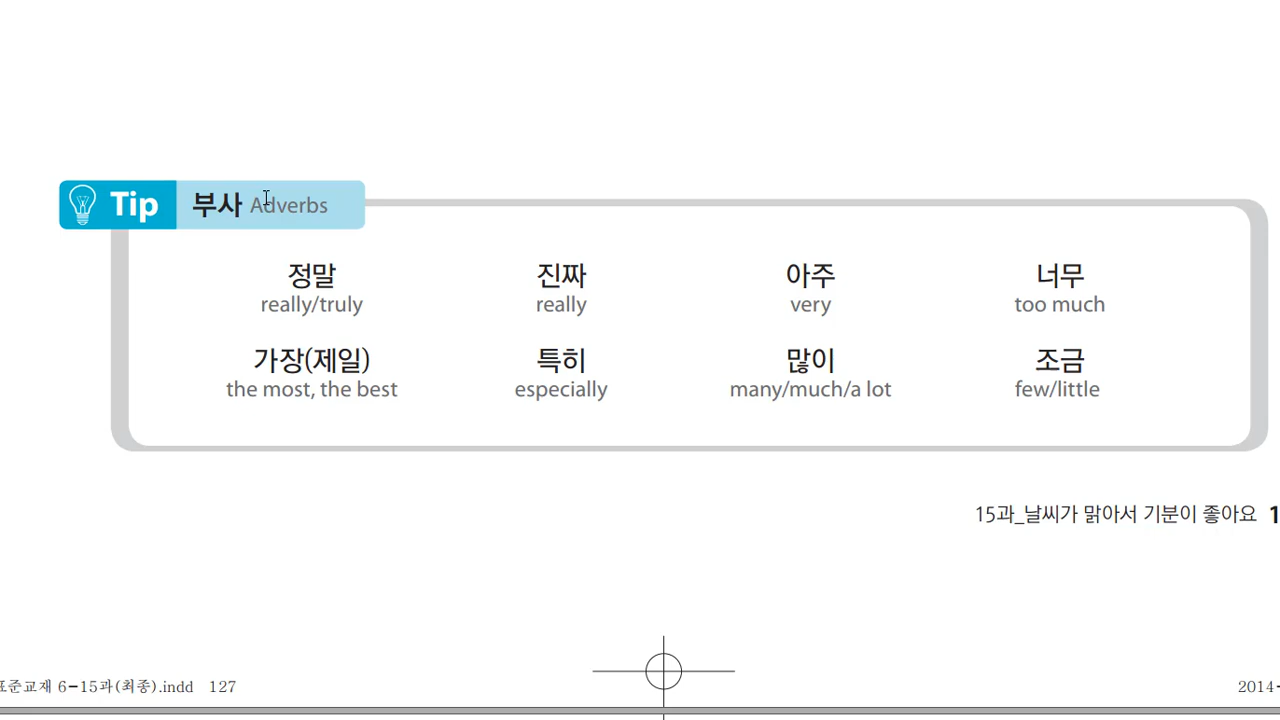 Tip 부사 Adverbs
정말 진짜 아주 너무
really/truly really very too much
가장(제일) 특히 많이 조금
the most, the best especially many/much/a lot few/little
15과_날씨가 맑아서 기분이 좋아요 1
표준교재 6-15과(최종).indd 127
2014-